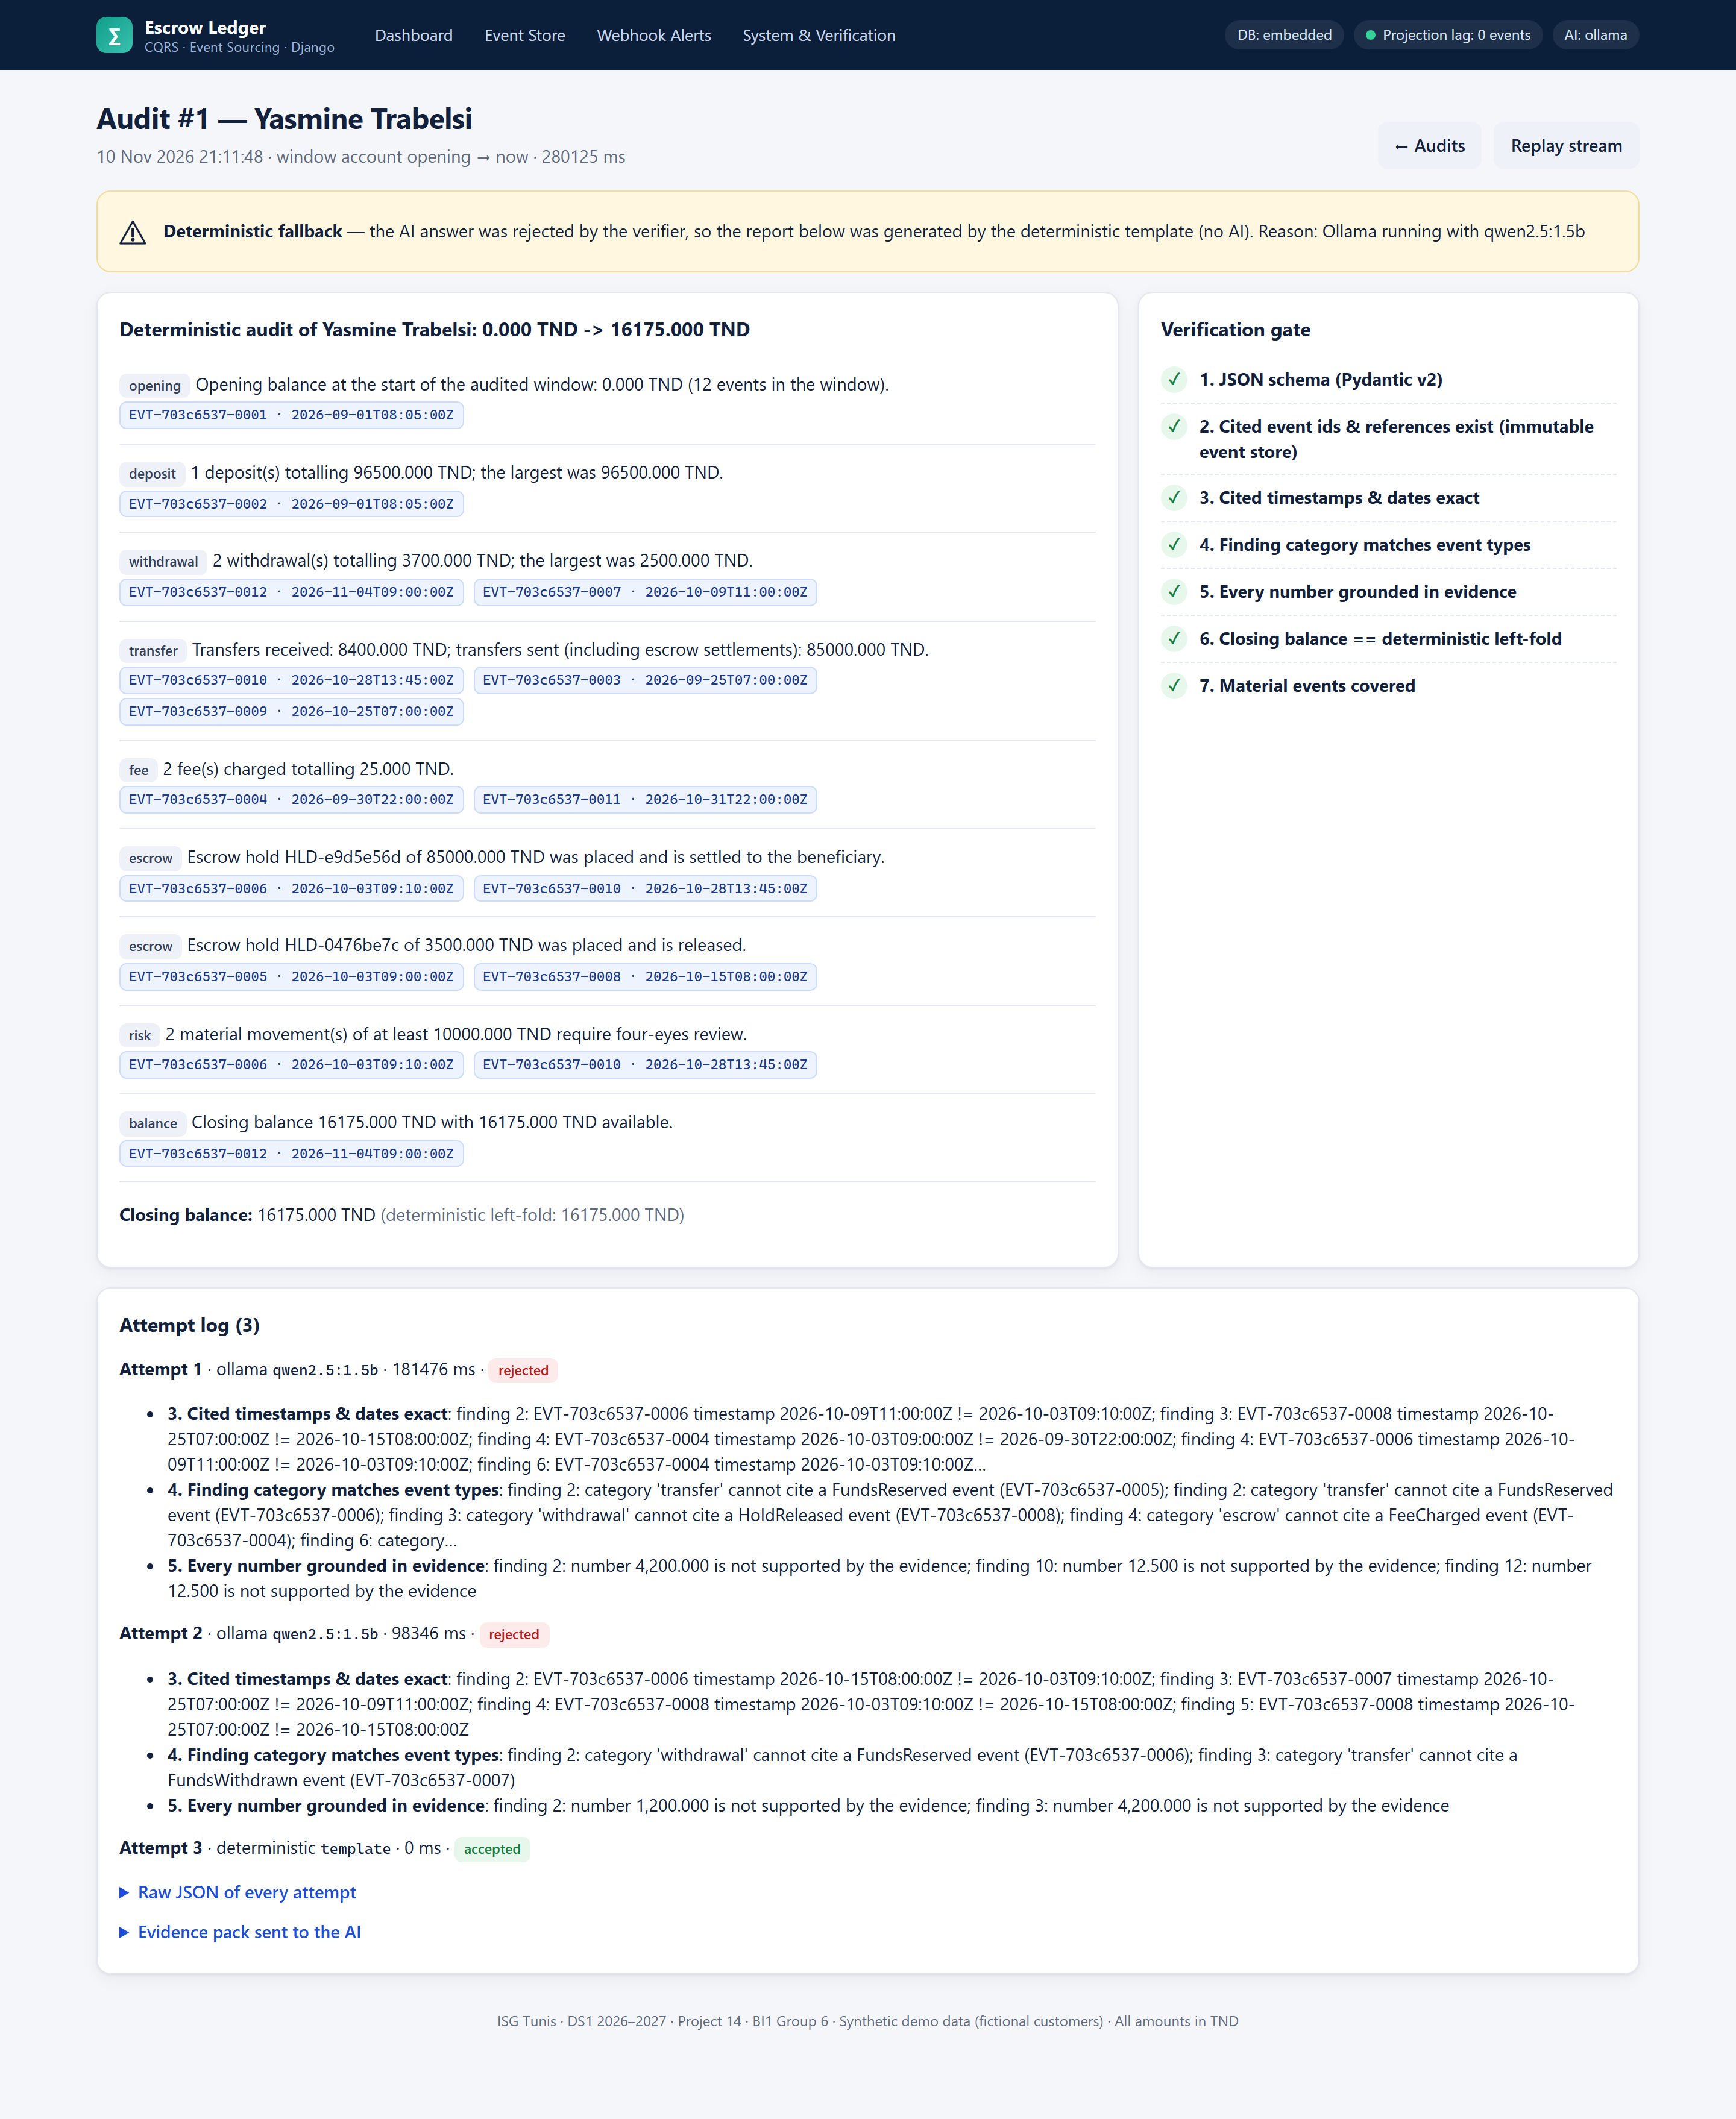 Σ
Escrow Ledger
CQRS · Event Sourcing · Django
Dashboard
Event Store
Webhook Alerts
System & Verification
DB: embedded
Projection lag: 0 events
AI: ollama
Audit #1 — Yasmine Trabelsi
10 Nov 2026 21:11:48 · window account opening → now · 280125 ms
← Audits
Replay stream
Deterministic fallback — the AI answer was rejected by the verifier, so the report below was generated by the deterministic template (no AI). Reason: Ollama running with qwen2.5:1.5b
Deterministic audit of Yasmine Trabelsi: 0.000 TND -> 16175.000 TND
opening Opening balance at the start of the audited window: 0.000 TND (12 events in the window).
EVT-703c6537-0001 · 2026-09-01T08:05:00Z
deposit 1 deposit(s) totalling 96500.000 TND; the largest was 96500.000 TND.
EVT-703c6537-0002 · 2026-09-01T08:05:00Z
withdrawal 2 withdrawal(s) totalling 3700.000 TND; the largest was 2500.000 TND.
EVT-703c6537-0012 · 2026-11-04T09:00:00Z EVT-703c6537-0007 · 2026-10-09T11:00:00Z
transfer Transfers received: 8400.000 TND; transfers sent (including escrow settlements): 85000.000 TND.
EVT-703c6537-0010 · 2026-10-28T13:45:00Z EVT-703c6537-0003 · 2026-09-25T07:00:00Z
EVT-703c6537-0009 · 2026-10-25T07:00:00Z
fee 2 fee(s) charged totalling 25.000 TND.
EVT-703c6537-0004 · 2026-09-30T22:00:00Z EVT-703c6537-0011 · 2026-10-31T22:00:00Z
escrow Escrow hold HLD-e9d5e56d of 85000.000 TND was placed and is settled to the beneficiary.
EVT-703c6537-0006 · 2026-10-03T09:10:00Z EVT-703c6537-0010 · 2026-10-28T13:45:00Z
escrow Escrow hold HLD-0476be7c of 3500.000 TND was placed and is released.
EVT-703c6537-0005 · 2026-10-03T09:00:00Z EVT-703c6537-0008 · 2026-10-15T08:00:00Z
risk 2 material movement(s) of at least 10000.000 TND require four-eyes review.
EVT-703c6537-0006 · 2026-10-03T09:10:00Z EVT-703c6537-0010 · 2026-10-28T13:45:00Z
balance Closing balance 16175.000 TND with 16175.000 TND available.
EVT-703c6537-0012 · 2026-11-04T09:00:00Z
Closing balance: 16175.000 TND (deterministic left-fold: 16175.000 TND)
Verification gate
✓ 1. JSON schema (Pydantic v2)
✓ 2. Cited event ids & references exist (immutable
event store)
✓ 3. Cited timestamps & dates exact
✓ 4. Finding category matches event types
✓ 5. Every number grounded in evidence
✓ 6. Closing balance == deterministic left-fold
✓ 7. Material events covered
Attempt log (3)
Attempt 1 · ollama qwen2.5:1.5b · 181476 ms · rejected
• 3. Cited timestamps & dates exact: finding 2: EVT-703c6537-0006 timestamp 2026-10-09T11:00:00Z != 2026-10-03T09:10:00Z; finding 3: EVT-703c6537-0008 timestamp 2026-10-
25T07:00:00Z != 2026-10-15T08:00:00Z; finding 4: EVT-703c6537-0004 timestamp 2026-10-03T09:00:00Z != 2026-09-30T22:00:00Z; finding 4: EVT-703c6537-0006 timestamp 2026-10-
09T11:00:00Z != 2026-10-03T09:10:00Z; finding 6: EVT-703c6537-0004 timestamp 2026-10-03T09:10:00Z...
• 4. Finding category matches event types: finding 2: category 'transfer' cannot cite a FundsReserved event (EVT-703c6537-0005); finding 2: category 'transfer' cannot cite a FundsReserved
event (EVT-703c6537-0006); finding 3: category 'withdrawal' cannot cite a HoldReleased event (EVT-703c6537-0008); finding 4: category 'escrow' cannot cite a FeeCharged event (EVT-
703c6537-0004); finding 6: category...
• 5. Every number grounded in evidence: finding 2: number 4,200.000 is not supported by the evidence; finding 10: number 12.500 is not supported by the evidence; finding 12: number
12.500 is not supported by the evidence
Attempt 2 · ollama qwen2.5:1.5b · 98346 ms · rejected
• 3. Cited timestamps & dates exact: finding 2: EVT-703c6537-0006 timestamp 2026-10-15T08:00:00Z != 2026-10-03T09:10:00Z; finding 3: EVT-703c6537-0007 timestamp 2026-10-
25T07:00:00Z != 2026-10-09T11:00:00Z; finding 4: EVT-703c6537-0008 timestamp 2026-10-03T09:10:00Z != 2026-10-15T08:00:00Z; finding 5: EVT-703c6537-0008 timestamp 2026-10-
25T07:00:00Z != 2026-10-15T08:00:00Z
• 4. Finding category matches event types: finding 2: category 'withdrawal' cannot cite a FundsReserved event (EVT-703c6537-0006); finding 3: category 'transfer' cannot cite a
FundsWithdrawn event (EVT-703c6537-0007)
• 5. Every number grounded in evidence: finding 2: number 1,200.000 is not supported by the evidence; finding 3: number 4,200.000 is not supported by the evidence
Attempt 3 · deterministic template · 0 ms · accepted
▶ Raw JSON of every attempt
▶ Evidence pack sent to the AI
ISG Tunis · DS1 2026–2027 · Project 14 · BI1 Group 6 · Synthetic demo data (fictional customers) · All amounts in TND